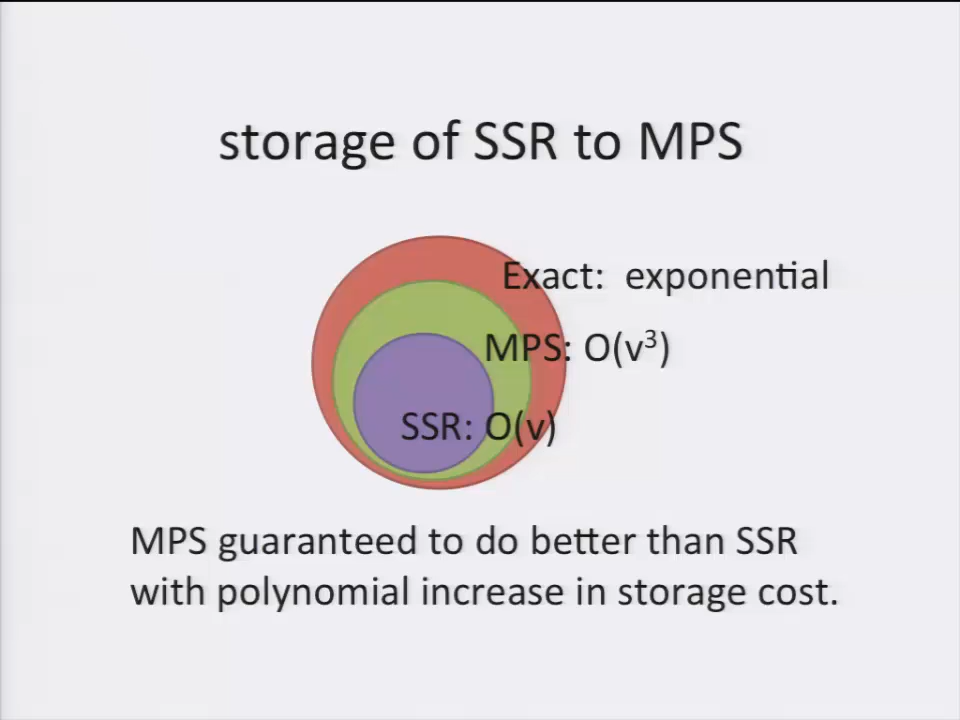 storage of SSR to MPS
Exact: exponential
MPS: O(v³)
SSR: O(v)
MPS guaranteed to do better than SSR
with polynomial increase in storage cost.